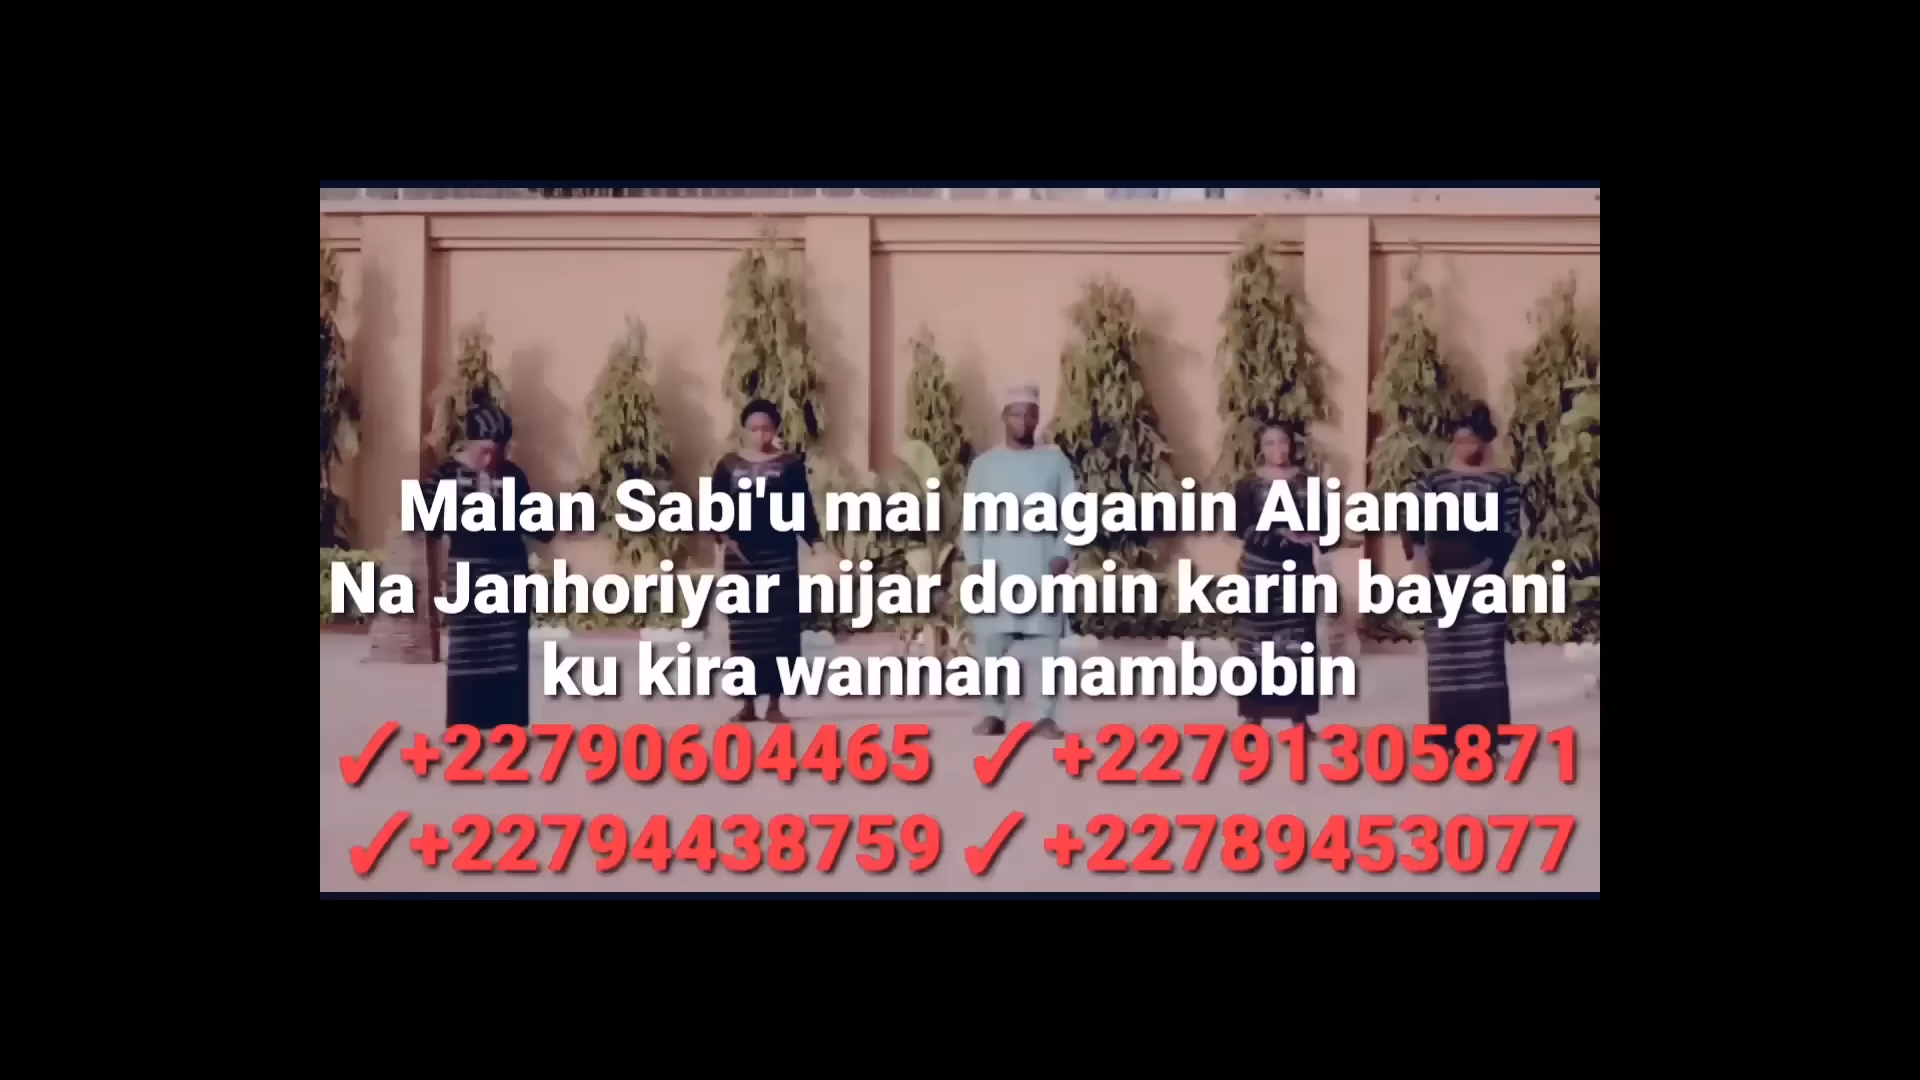 Malan Sabi'u mai maganin Aljannu
Na Janhoriyar nijar domin karin bayani
ku kira wannan nambobin
✓+22790604465 ✓ +22791305871
✓+22794438759 ✓ +22789453077